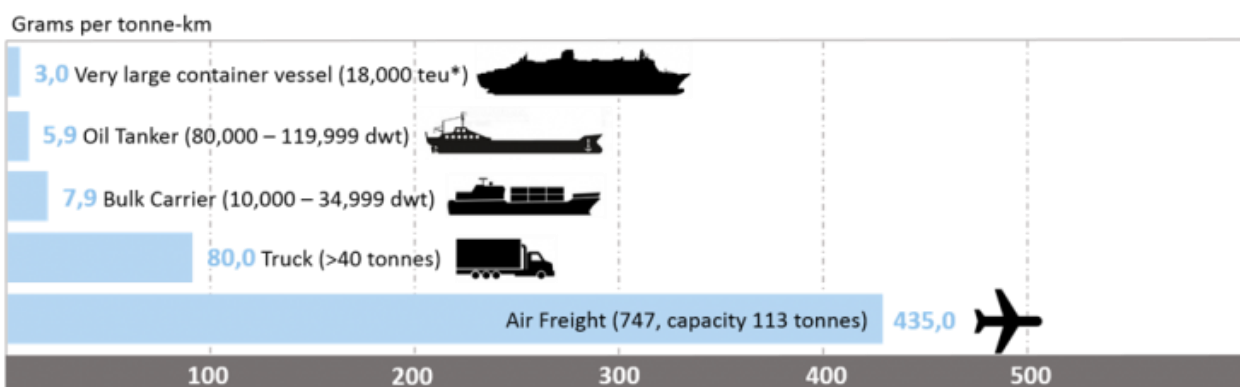 Grams per tonne-km
3,0 Very large container vessel (18,000 teu*)
5,9 Oil Tanker (80,000 – 119,999 dwt)
7,9 Bulk Carrier (10,000 – 34,999 dwt)
80,0 Truck (>40 tonnes)
Air Freight (747, capacity 113 tonnes) 435,0
100 200 300 400 500